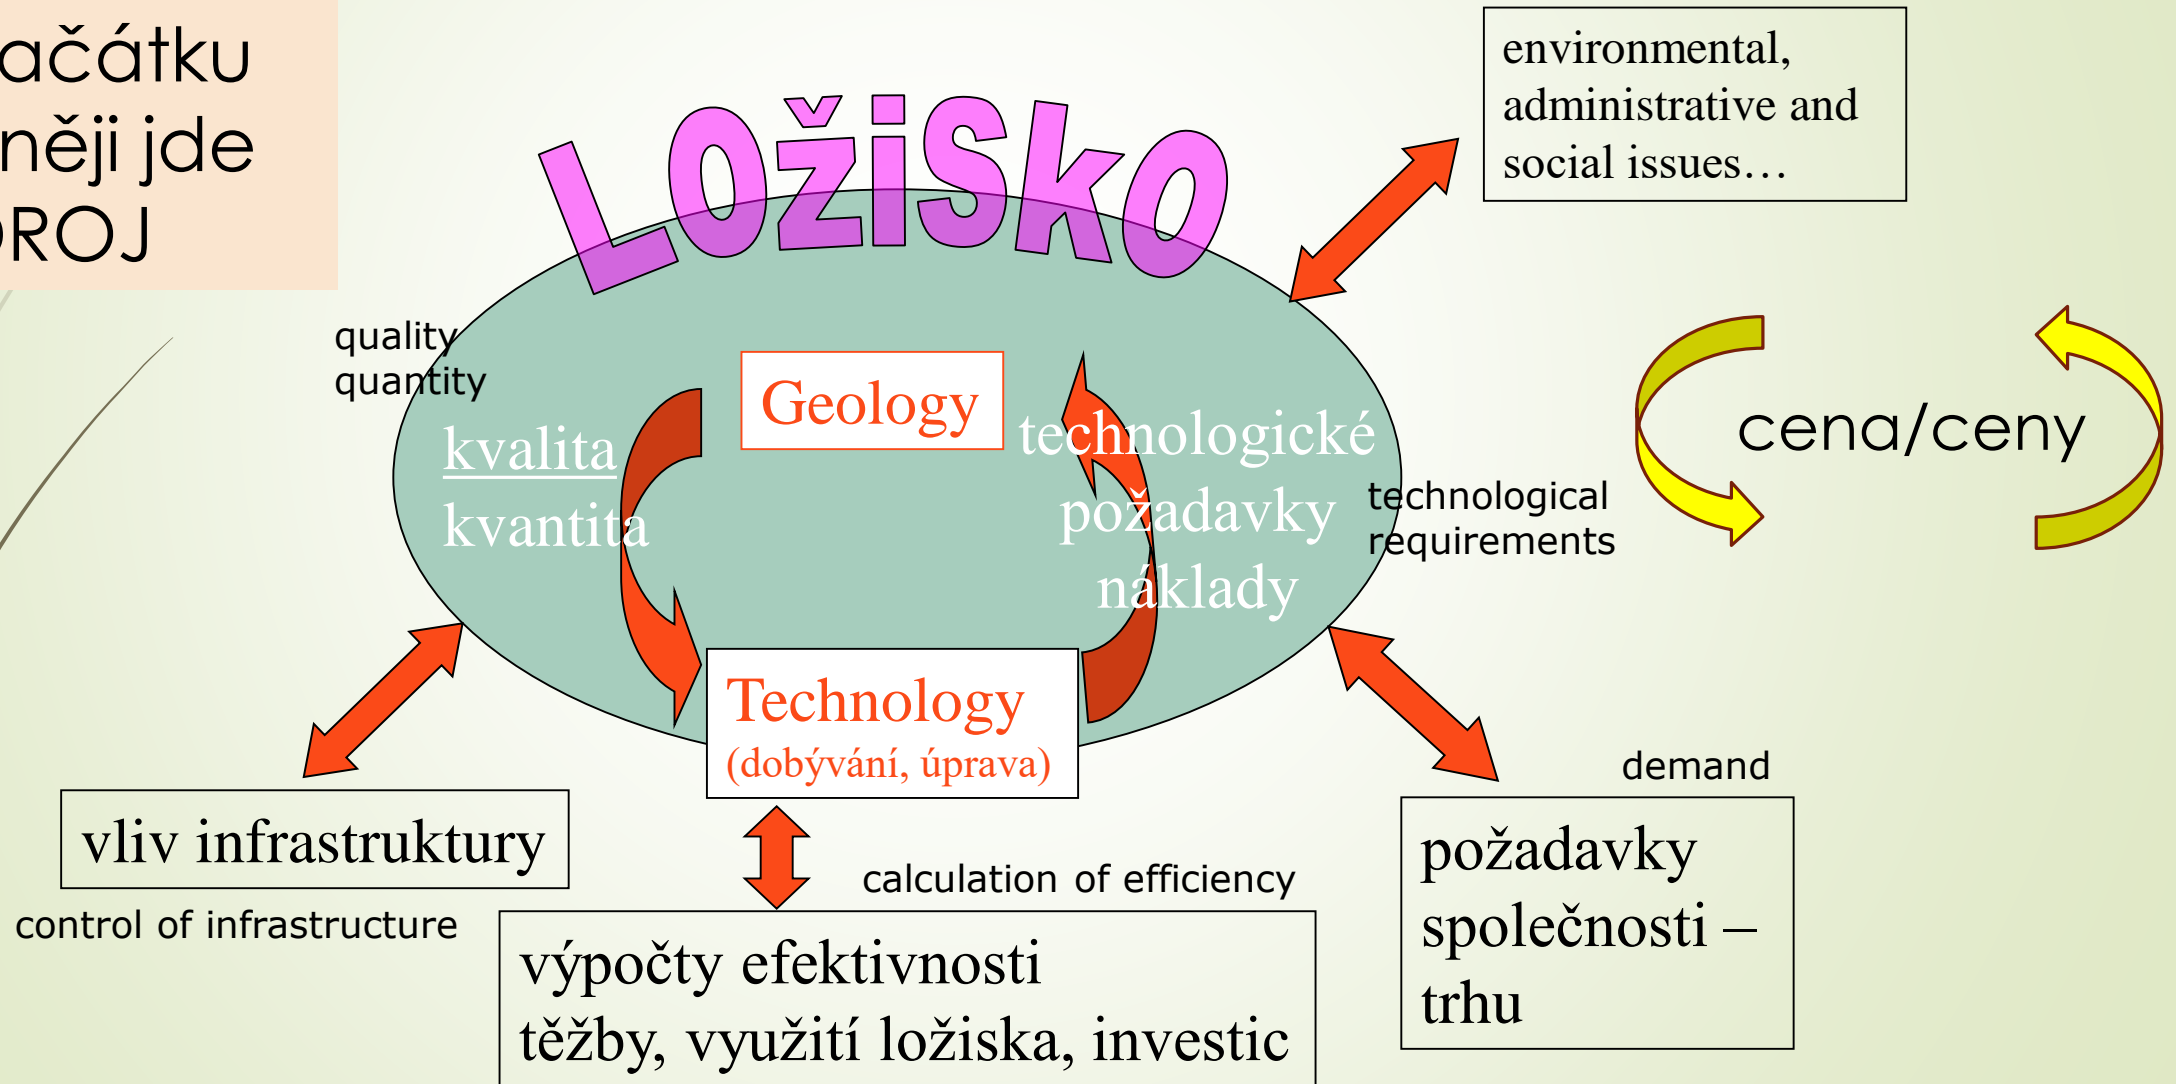 ačátku
něji jde
DROJ
LOžiSkO
environmental,
administrative and
social issues…
quality
quantity
kvalita
kvantita
Geology
technologické
požadavky
náklady
technological
requirements
cena/ceny
Technology
(dobývání, úprava)
vliv infrastruktury
control of infrastructure
calculation of efficiency
výpočty efektivnosti
těžby, využití ložiska, investic
demand
požadavky
společnosti –
trhu